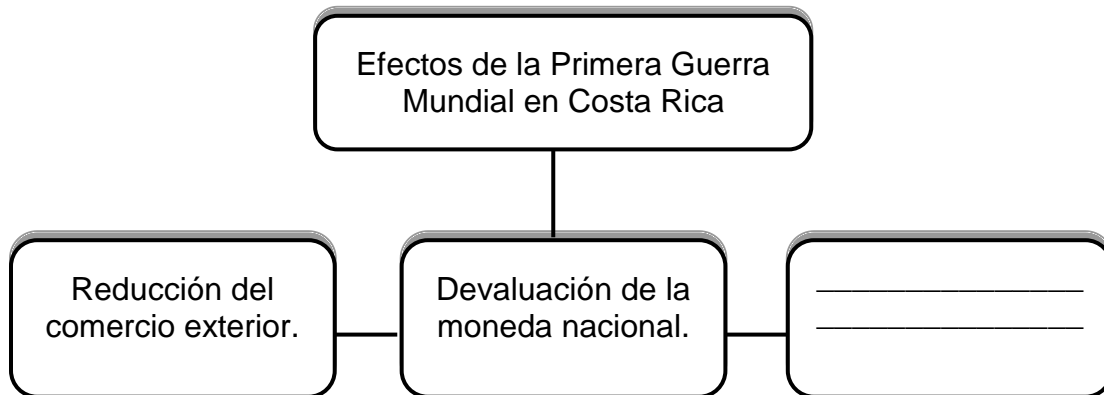 Efectos de la Primera Guerra
Mundial en Costa Rica
Reducción del
comercio exterior.
Devaluación de la
moneda nacional.